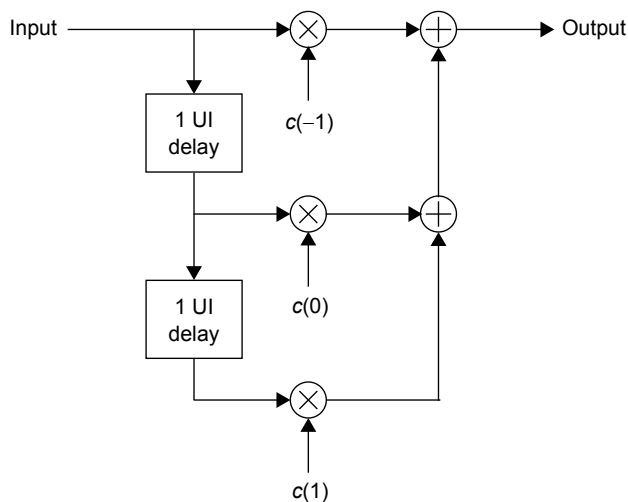 Input
Output
1 UI
delay
c(−1)
1 UI
delay
c(0)
c(1)